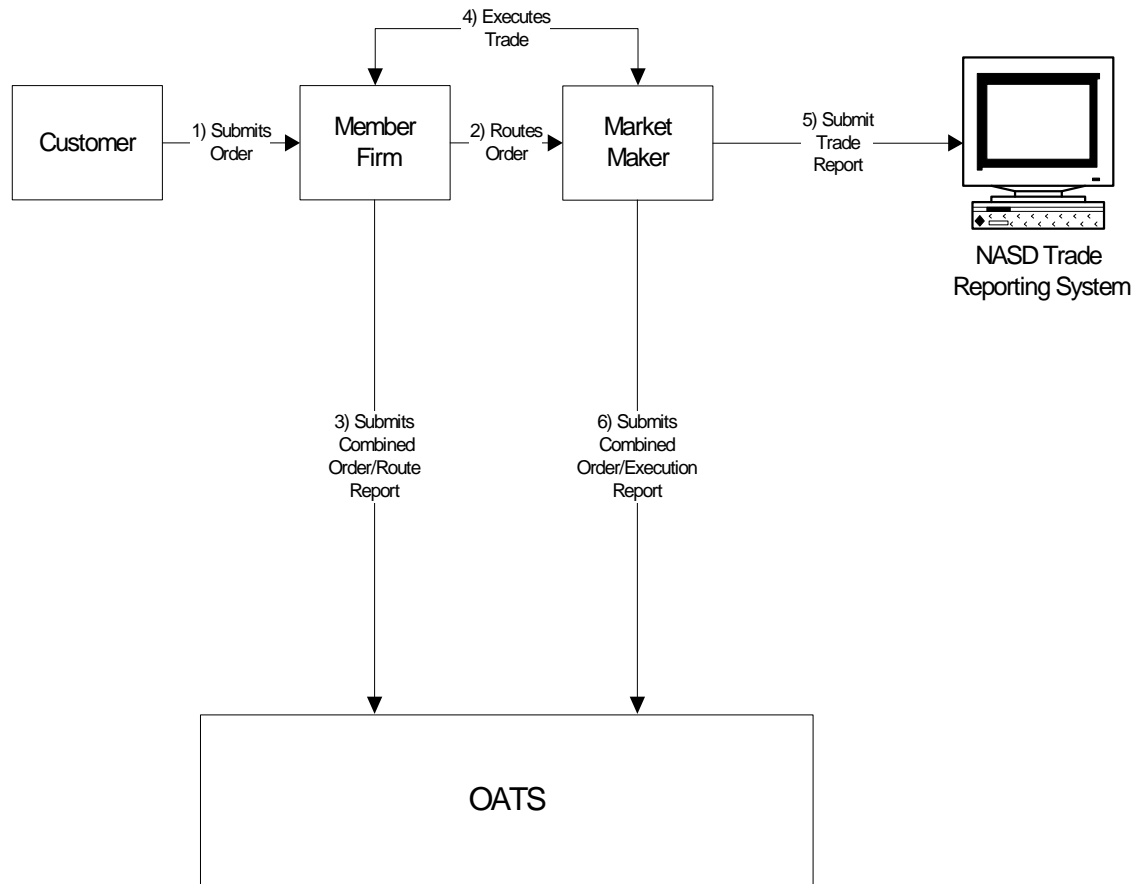 4) Executes
Trade
Customer
1) Submits
Order
Member
Firm
2) Routes
Order
Market
Maker
5) Submit
Trade
Report
NASD Trade
Reporting System
3) Submits
Combined
Order/Route
Report
6) Submits
Combined
Order/Execution
Report
OATS